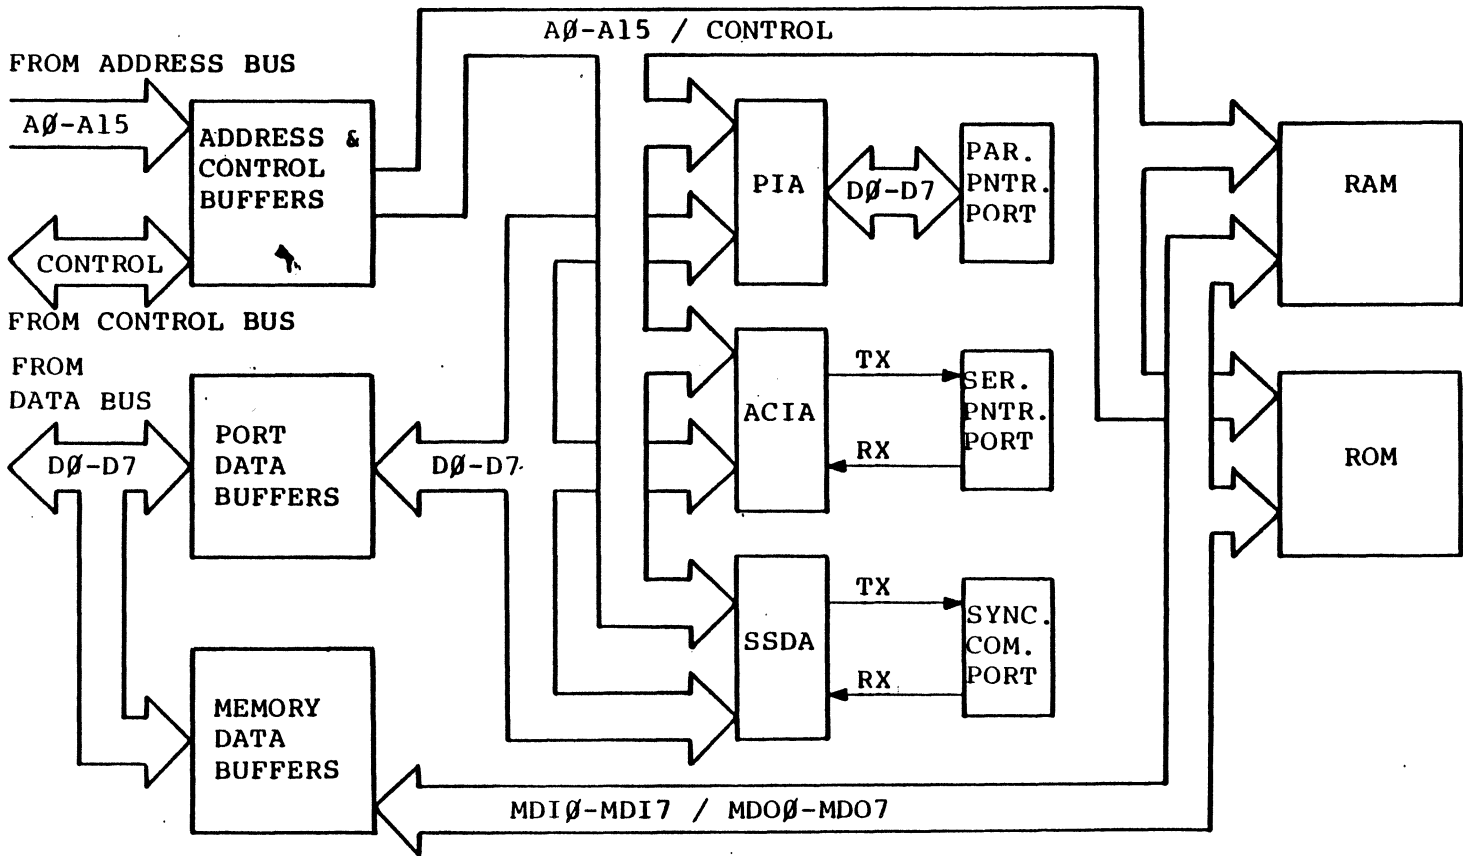 AØ-A15 / CONTROL
FROM ADDRESS BUS
AØ-A15
ADDRESS &
CONTROL
BUFFERS
CONTROL
FROM CONTROL BUS
FROM
DATA BUS
DØ-D7
PORT
DATA
BUFFERS
DØ-D7
MEMORY
DATA
BUFFERS
PIA
DØ-D7
PAR.
PNTR.
PORT
ACIA
TX
RX
SER.
PNTR.
PORT
SSDA
TX
RX
SYNC.
COM.
PORT
RAM
ROM
MDIØ-MDI7 / MDOØ-MDO7